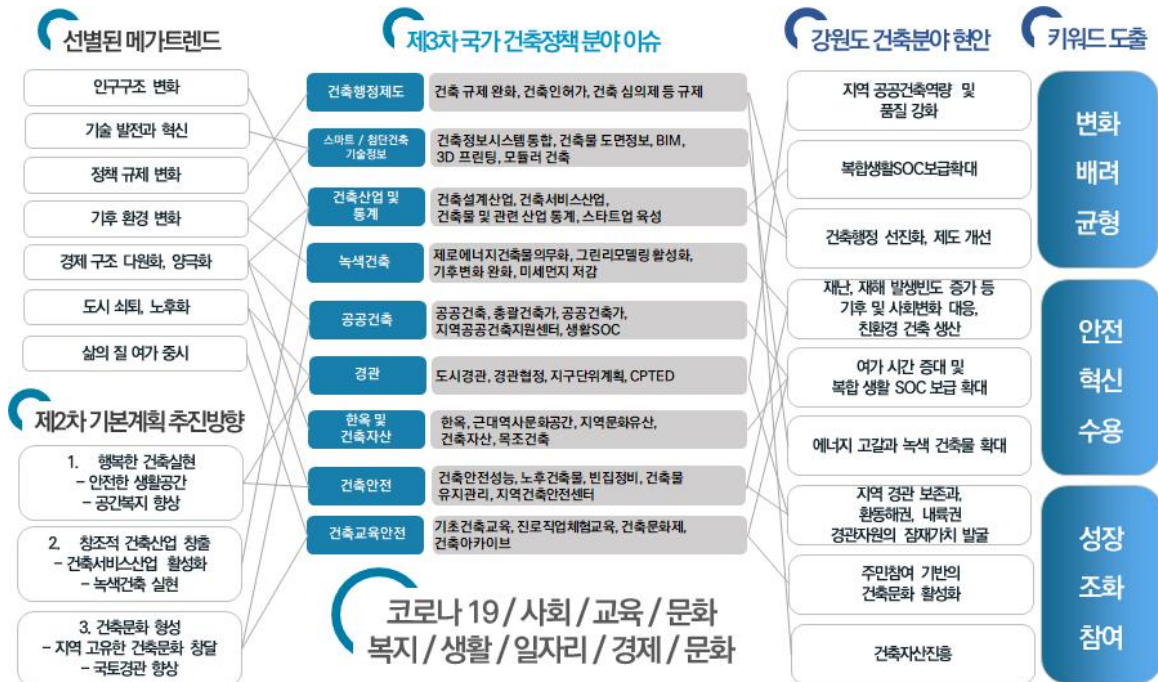 선별된 메가트렌드
인구구조 변화
기술 발전과 혁신
정책 규제 변화
기후 환경 변화
경제 구조 다원화, 양극화
도시 쇠퇴, 노후화
삶의 질 여가 중시
제2차 기본계획 추진방향
1. 행복한 건축실현
- 안전한 생활공간
- 공간복지 향상
2. 창조적 건축산업 창출
- 건축서비스산업 활성화
- 녹색건축 실현
3. 건축문화 형성
- 지역 고유한 건축문화 창달
- 국토경관 향상
제3차 국가 건축정책 분야 이슈
건축행정제도
건축 규제 완화, 건축인허가, 건축 심의제 등 규제
스마트 / 첨단건축
기술정보
건축정보시스템 통합, 건축물 도면정보, BIM,
3D 프린팅, 모듈러 건축
건축산업 및
통계
건축설계산업, 건축서비스산업,
건축물 및 관련 산업 통계, 스타트업 육성
녹색건축
제로에너지건축물의무화, 그린리모델링 활성화,
기후변화 완화, 미세먼지 저감
공공건축
공공건축, 총괄건축가, 공공건축가,
지역공공건축지원센터, 생활SOC
경관
도시경관, 경관협정, 지구단위계획, CPTED
한옥 및
건축자산
한옥, 근대역사문화공간, 지역문화유산,
건축자산, 목조건축
건축안전
건축안전성능, 노후건축물, 빈집정비, 건축물
유지관리, 지역건축안전센터
건축교육안전
기초건축교육, 진로직업체험교육, 건축문화제,
건축아카이브
코로나 19 / 사회 / 교육 / 문화
복지 / 생활 / 일자리 / 경제 / 문화
강원도 건축분야 현안
지역 공공건축역량 및
품질 강화
복합생활SOC보급확대
건축행정 선진화, 제도 개선
재난, 재해 발생빈도 증가 등
기후 및 사회변화 대응,
친환경 건축 생산
여가 시간 증대 및
복합 생활 SOC 보급 확대
에너지 고갈과 녹색 건축물 확대
지역 경관 보존과,
환동해권, 내륙권
경관자원의 잠재가치 발굴
주민참여 기반의
건축문화 활성화
건축자산진흥
키워드 도출
변화
배려
균형
안전
혁신
수용
성장
조화
참여